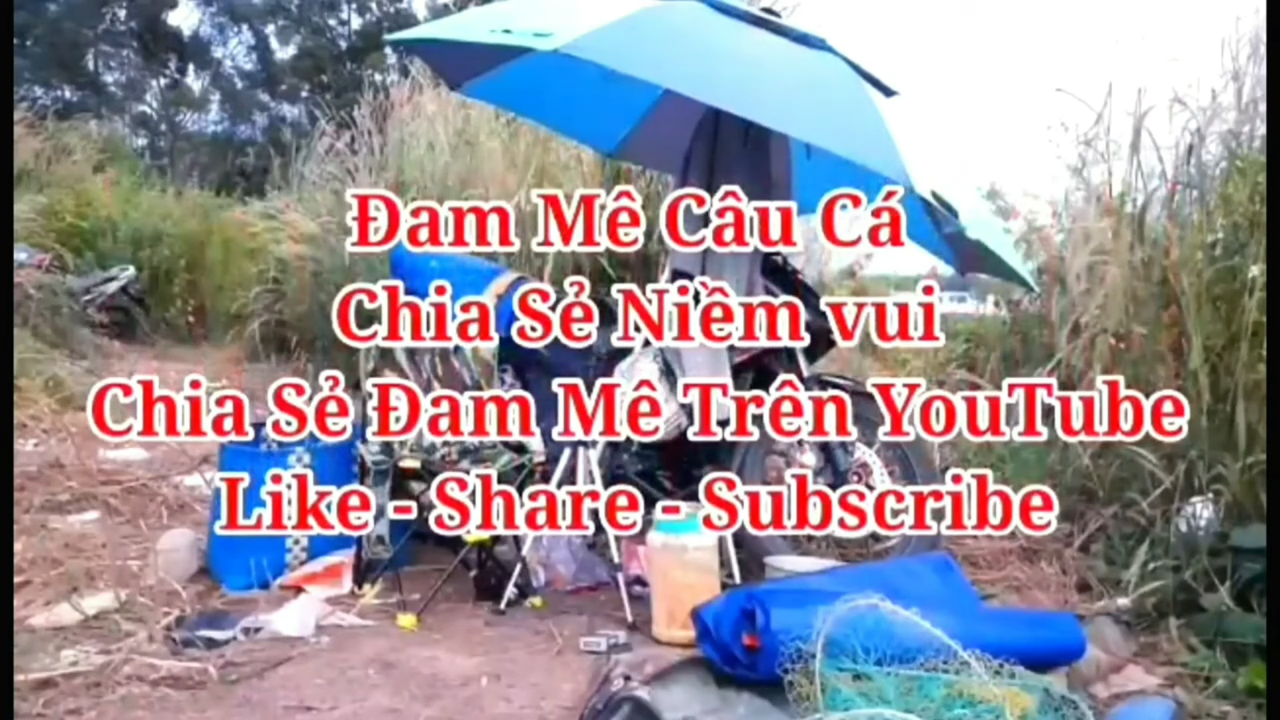 Đam Mê Câu Cá
Chia Sẻ Niềm vui
Chia Sẻ Đam Mê Trên YouTube
Like - Share - Subscribe